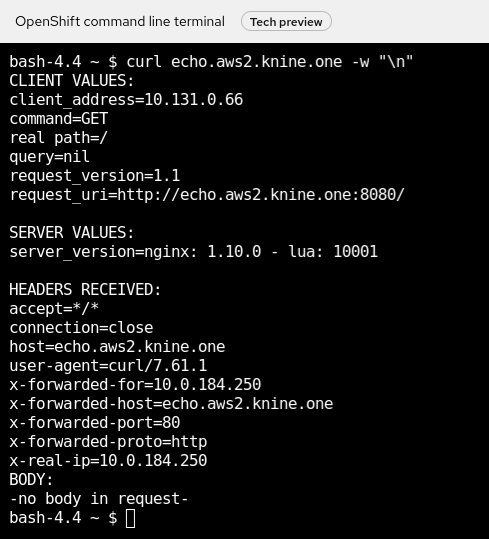 OpenShift command line terminal
Tech preview
bash-4.4 ~ $ curl echo.aws2.knine.one -w "\n"
CLIENT VALUES:
client_address=10.131.0.66
command=GET
real path=/
query=nil
request_version=1.1
request_uri=http://echo.aws2.knine.one:8080/

SERVER VALUES:
server_version=nginx: 1.10.0 - lua: 10001

HEADERS RECEIVED:
accept=*/*
connection=close
host=echo.aws2.knine.one
user-agent=curl/7.61.1
x-forwarded-for=10.0.184.250
x-forwarded-host=echo.aws2.knine.one
x-forwarded-port=80
x-forwarded-proto=http
x-real-ip=10.0.184.250
BODY:
-no body in request-
bash-4.4 ~ $